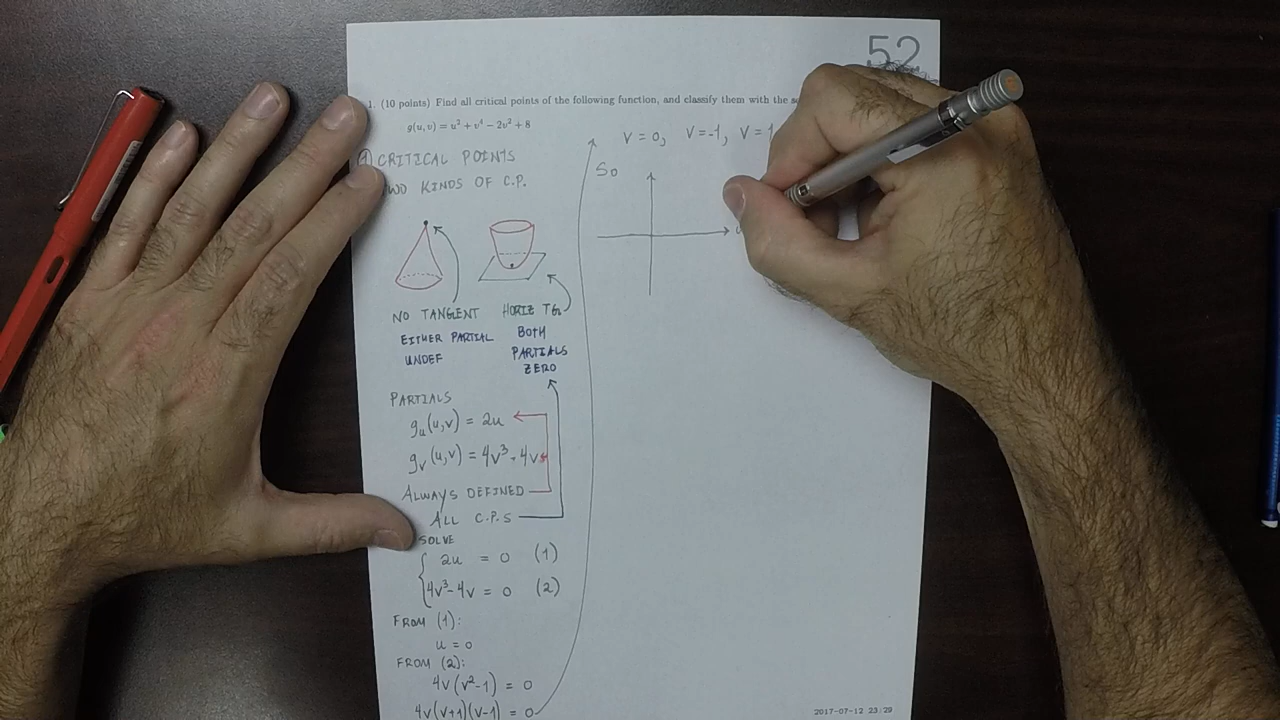 52
1. (10 points) Find all critical points of the following function, and classify them with the
g(u, v) = u² + v⁴ − 2v² + 8
1 CRITICAL POINTS
TWO KINDS OF C.P.
NO TANGENT
EITHER PARTIAL
UNDEF
HORIZ TG
BOTH
PARTIALS
ZERO
PARTIALS
gᵤ(u,v) = 2u
gᵥ(u,v) = 4v³ - 4v
ALWAYS DEFINED
ALL C.P.S
SOLVE
2u = 0 (1)
4v³-4v = 0 (2)
FROM (1):
u = 0
FROM (2):
4v(v²-1) = 0
4v(v+1)(v-1) = 0
V = 0, V = -1, V = 1
SO
2017-07-12 23:29